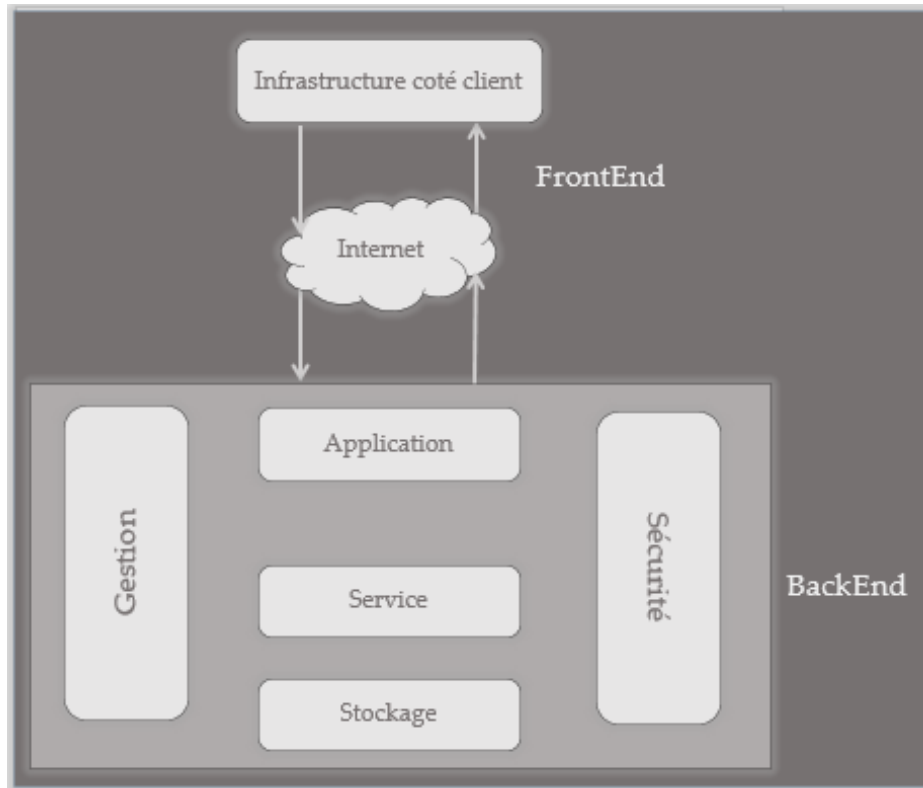 Infrastructure coté client
FrontEnd
Internet
Application
Gestion
Sécurité
Service
BackEnd
Stockage